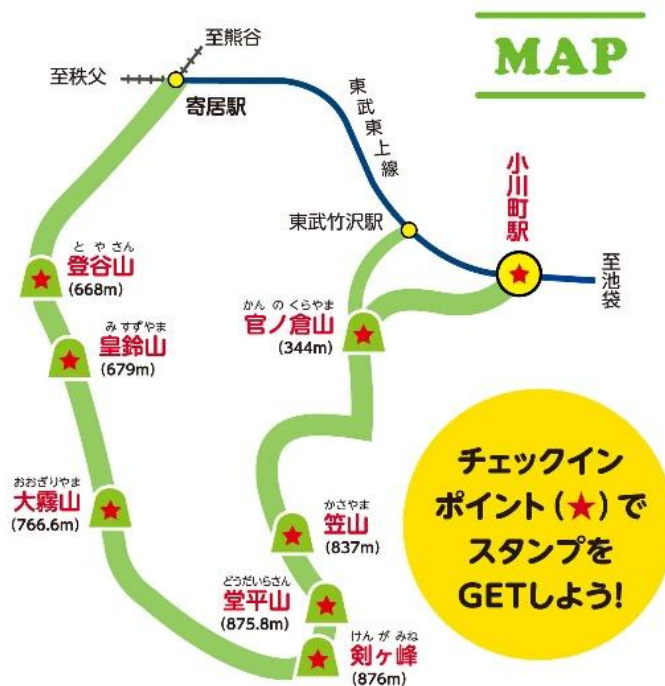 MAP
至熊谷
至秩父
寄居駅
東武東上線
小川町駅
東武竹沢駅
至池袋
とやさん
登谷山
(668m)
かんのくらやま
官ノ倉山
(344m)
みすずやま
皇鈴山
(679m)
おおぎりやま
大霧山
(766.6m)
かさやま
笠山
(837m)
どうだいらさん
堂平山
(875.8m)
けんがみね
剣ヶ峰
(876m)
チェックイン
ポイント(★)で
スタンプを
GETしよう!